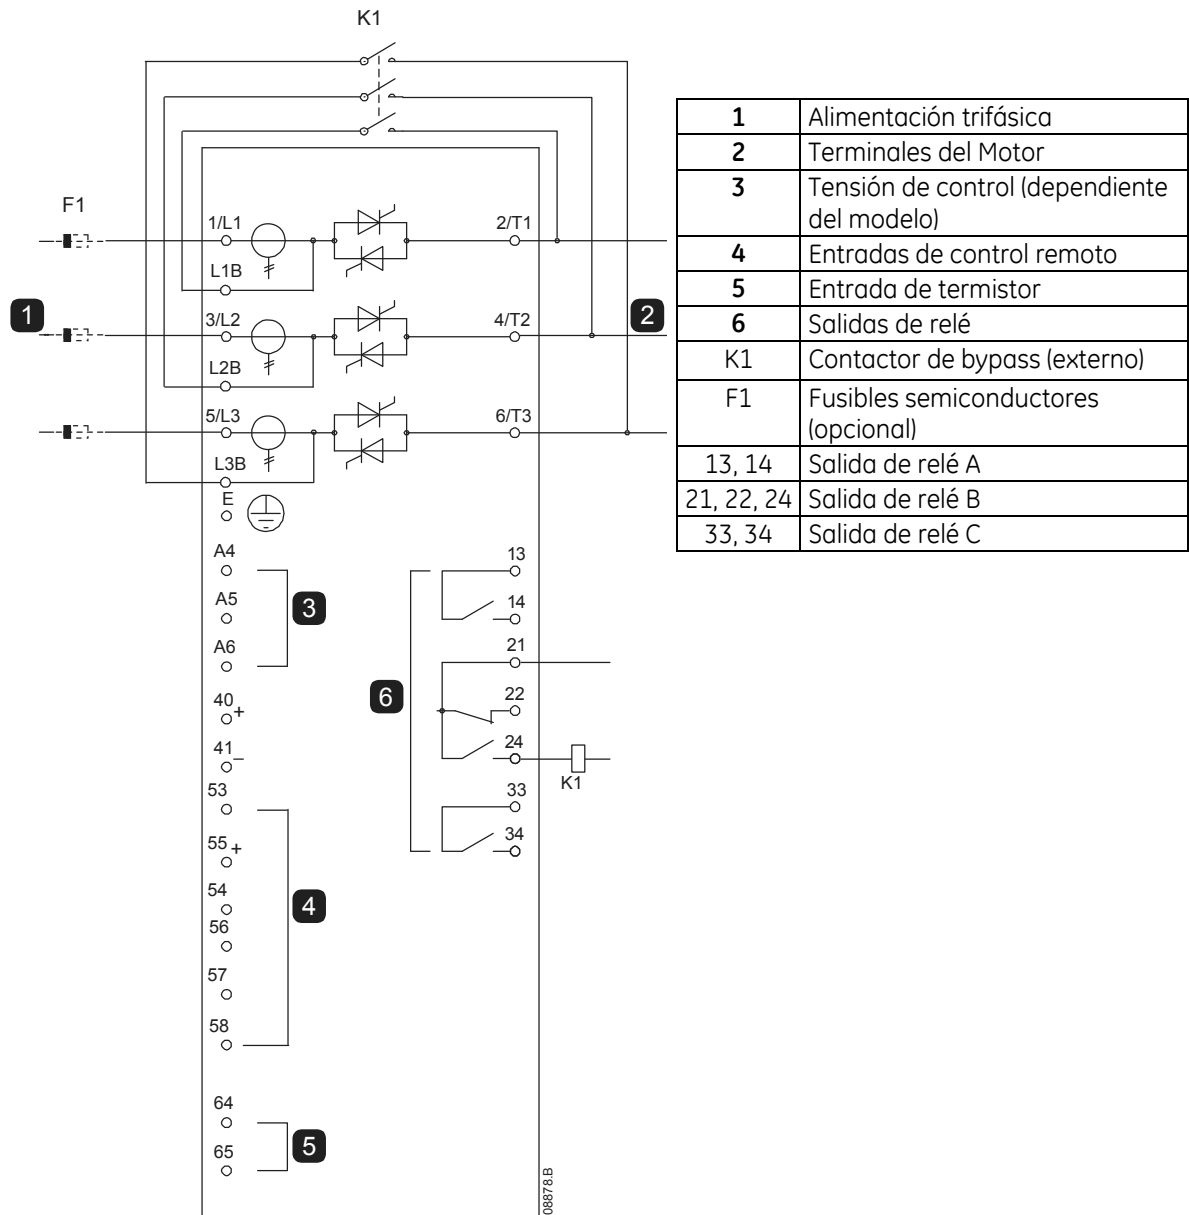 K1
F1
1/L1
2/T1
L1B
1
3/L2
4/T2
2
L2B
5/L3
6/T3
L3B
E
A4
A5
3
A6
40
+
41
–
53
55
+
54
4
56
57
58
64
5
65
13
14
21
6
22
24
K1
33
34
08878.B
1 Alimentación trifásica
2 Terminales del Motor
3 Tensión de control (dependiente
del modelo)
4 Entradas de control remoto
5 Entrada de termistor
6 Salidas de relé
K1 Contactor de bypass (externo)
F1 Fusibles semiconductores
(opcional)
13, 14 Salida de relé A
21, 22, 24 Salida de relé B
33, 34 Salida de relé C